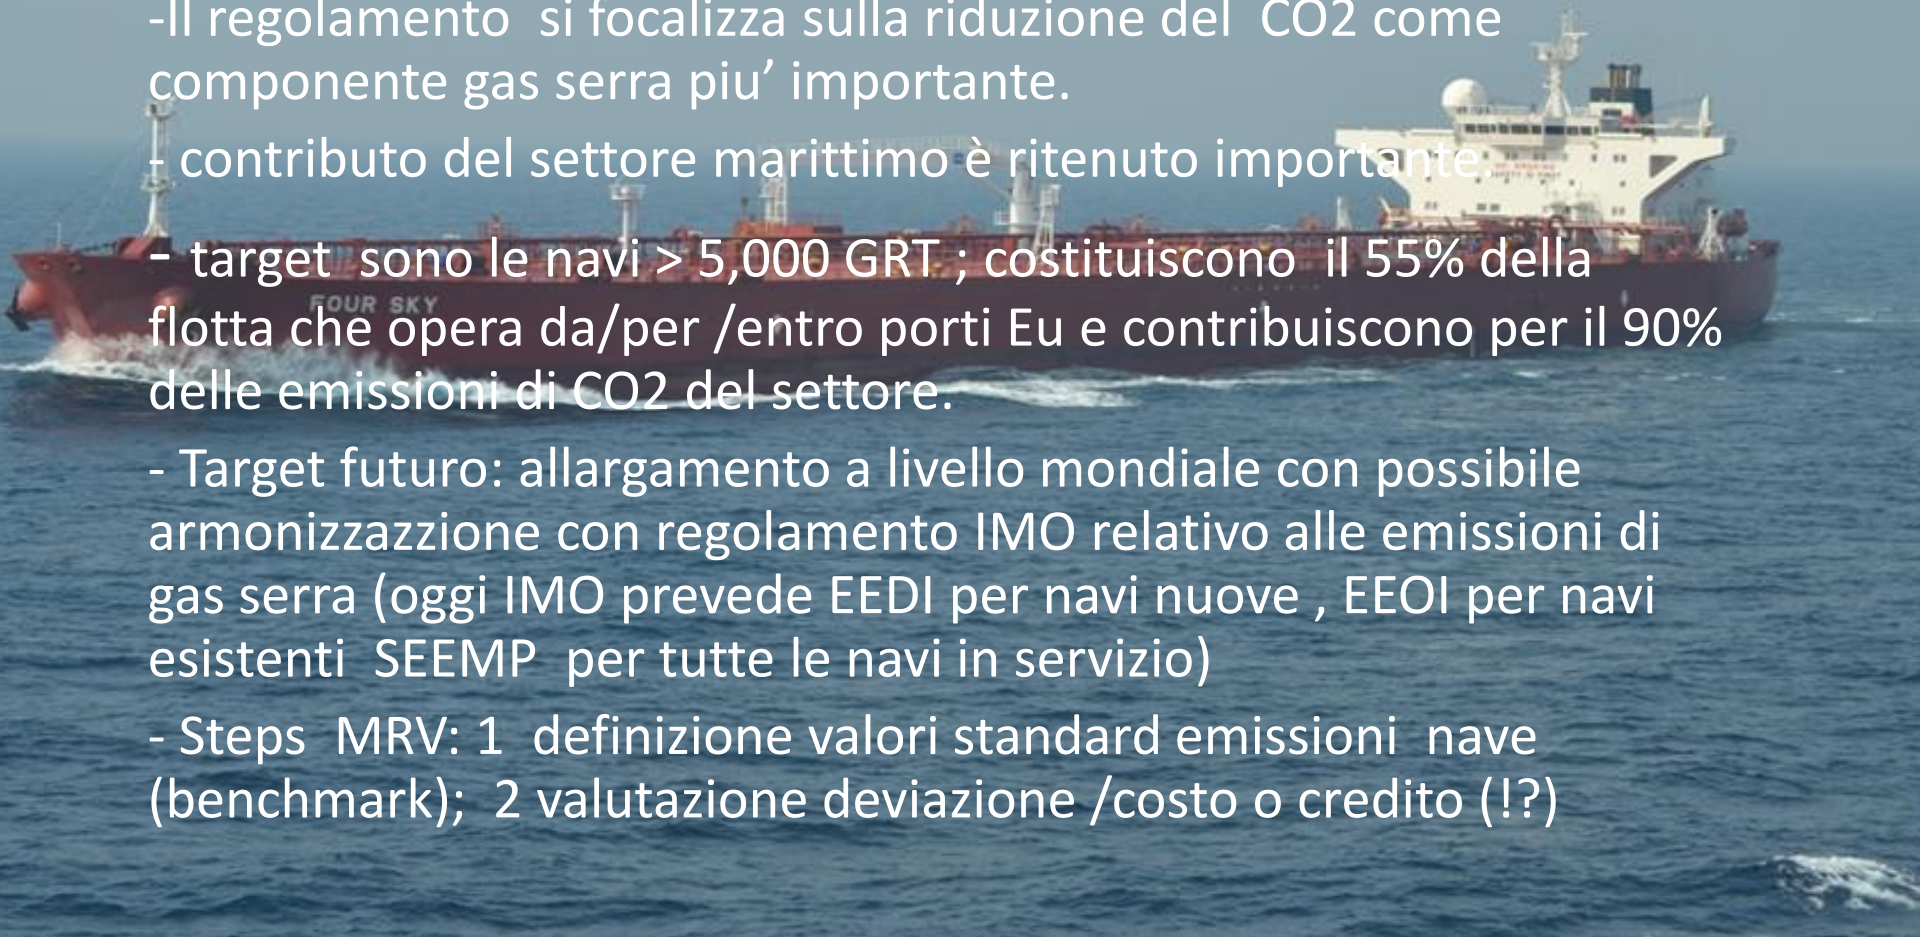 -Il regolamento  si focalizza sulla riduzione del  CO2 come
componente gas serra piu’ importante.
- contributo del settore marittimo è ritenuto importante.
- target  sono le navi > 5,000 GRT ; costituiscono  il 55% della
FOUR SKY
flotta che opera da/per /entro porti Eu e contribuiscono per il 90%
delle emissioni di CO2 del settore.
- Target futuro: allargamento a livello mondiale con possibile
armonizzazzione con regolamento IMO relativo alle emissioni di
gas serra (oggi IMO prevede EEDI per navi nuove , EEOI per navi
esistenti  SEEMP  per tutte le navi in servizio)
- Steps  MRV: 1  definizione valori standard emissioni  nave
(benchmark);  2 valutazione deviazione /costo o credito (!?)